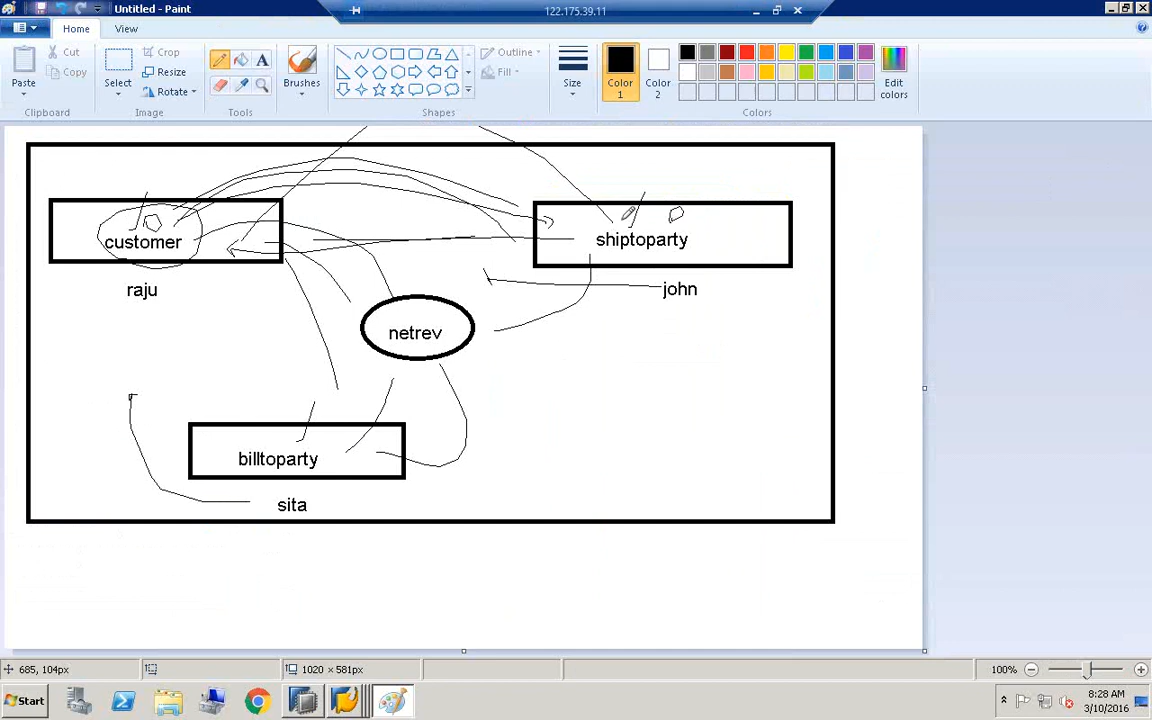 Untitled - Paint
122.175.39.11
Home
View
Paste
Cut
Copy
Clipboard
Select
Crop
Resize
Rotate
Image
Tools
A
Brushes
Outline
Fill
Shapes
Size
Color
1
Color
2
Edit
colors
Colors
customer
shiptoparty
raju
john
netrev
billtoparty
sita
685, 104px
1020 × 581px
100%
Start
8:28 AM
3/10/2016